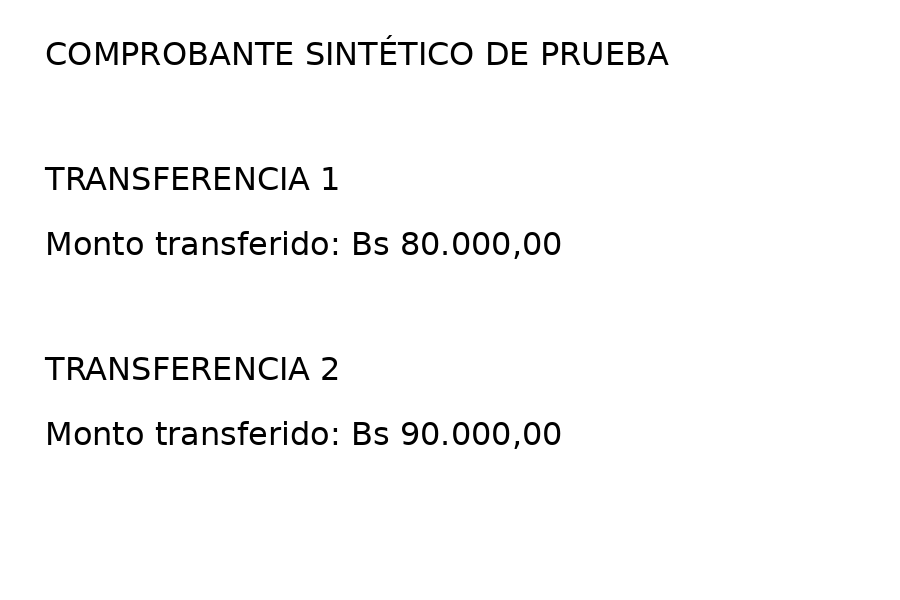 COMPROBANTE SINTÉTICO DE PRUEBA
TRANSFERENCIA 1
Monto transferido: Bs 80.000,00
TRANSFERENCIA 2
Monto transferido: Bs 90.000,00